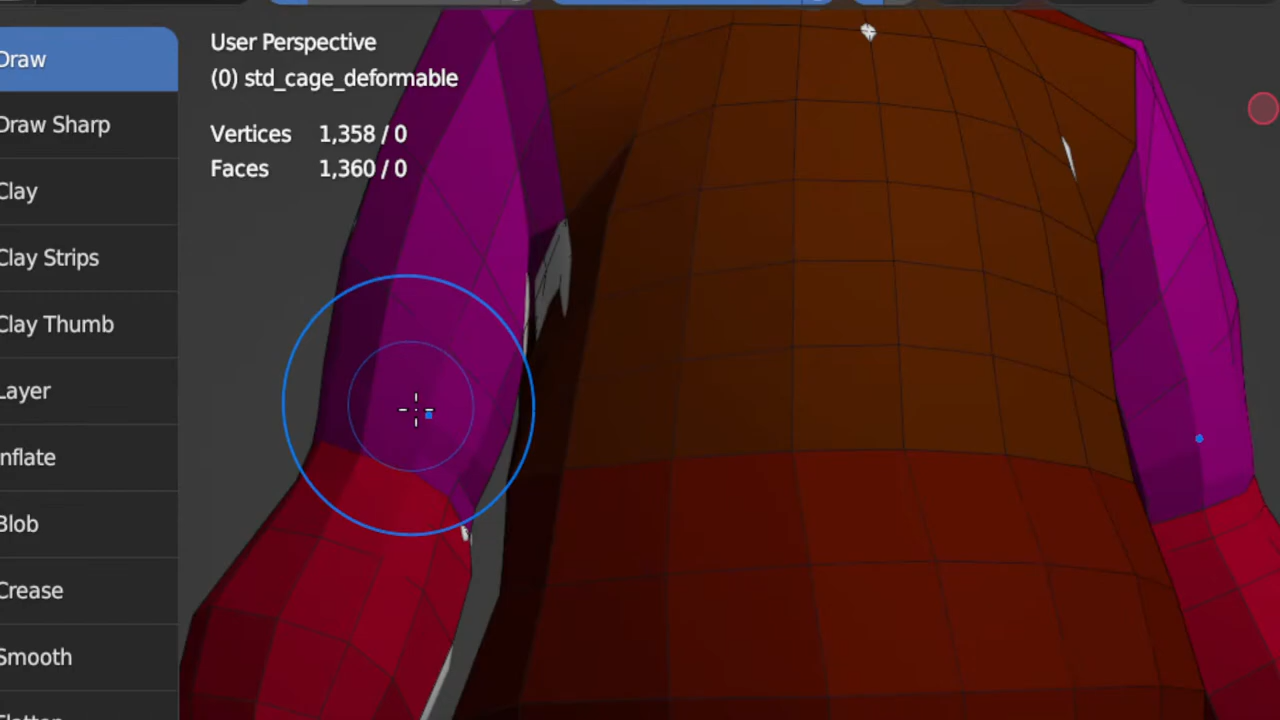 Draw
User Perspective
(0) std_cage_deformable
Draw Sharp
Vertices 1,358 / 0
Faces 1,360 / 0
Clay
Clay Strips
Clay Thumb
Layer
nflate
Blob
Crease
Smooth